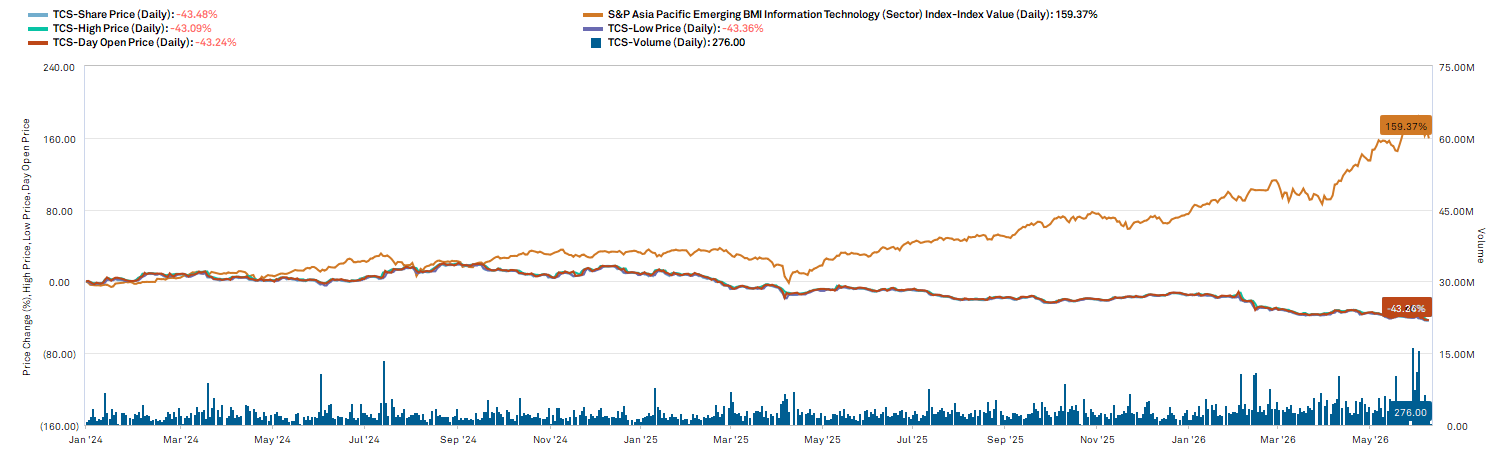 TCS-Share Price (Daily): -43.48%
S&P Asia Pacific Emerging BMI Information Technology (Sector) Index-Index Value (Daily): 159.37%
TCS-High Price (Daily): -43.09%
TCS-Low Price (Daily): -43.36%
TCS-Day Open Price (Daily): -43.24%
TCS-Volume (Daily): 276.00
240.00
160.00
80.00
0.00
(80.00)
(160.00)
Price Change (%), High Price, Low Price, Day Open Price
75.00M
60.00M
45.00M
30.00M
15.00M
0.00
Volume
159.37%
-43.26%
276.00
Jan '24
Mar '24
May '24
Jul '24
Sep '24
Nov '24
Jan '25
Mar '25
May '25
Jul '25
Sep '25
Nov '25
Jan '26
Mar '26
May '26